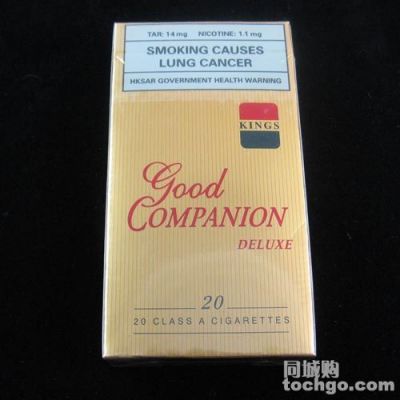 TAR: 14 mg NICOTINE: 1.1 mg
SMOKING CAUSES
LUNG CANCER
HKSAR GOVERNMENT HEALTH WARNING
KINGS
Good
COMPANION
DELUXE
20
20 CLASS A CIGARETTES
同城购
tochgo.com